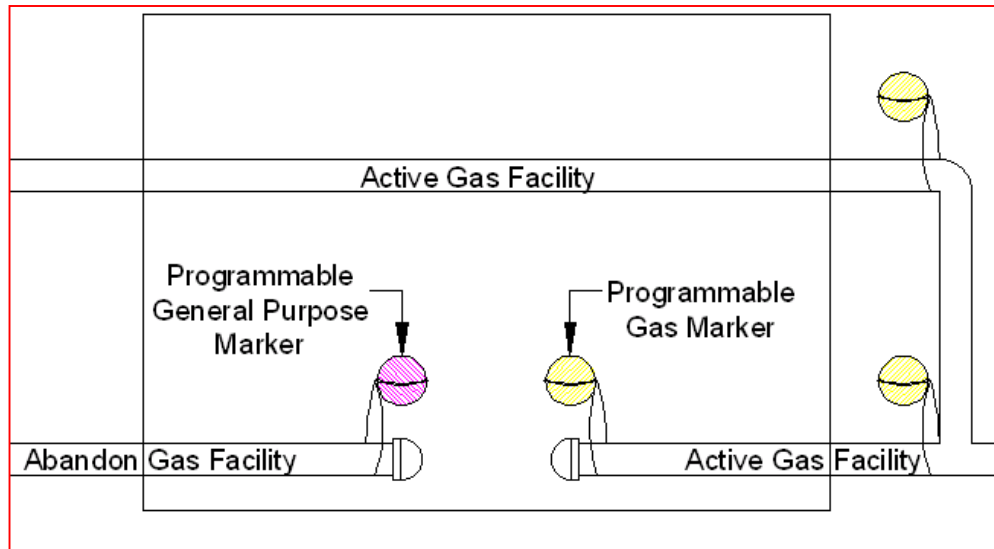 Active Gas Facility
Programmable
General Purpose
Marker
Programmable
Gas Marker
Abandon Gas Facility
Active Gas Facility